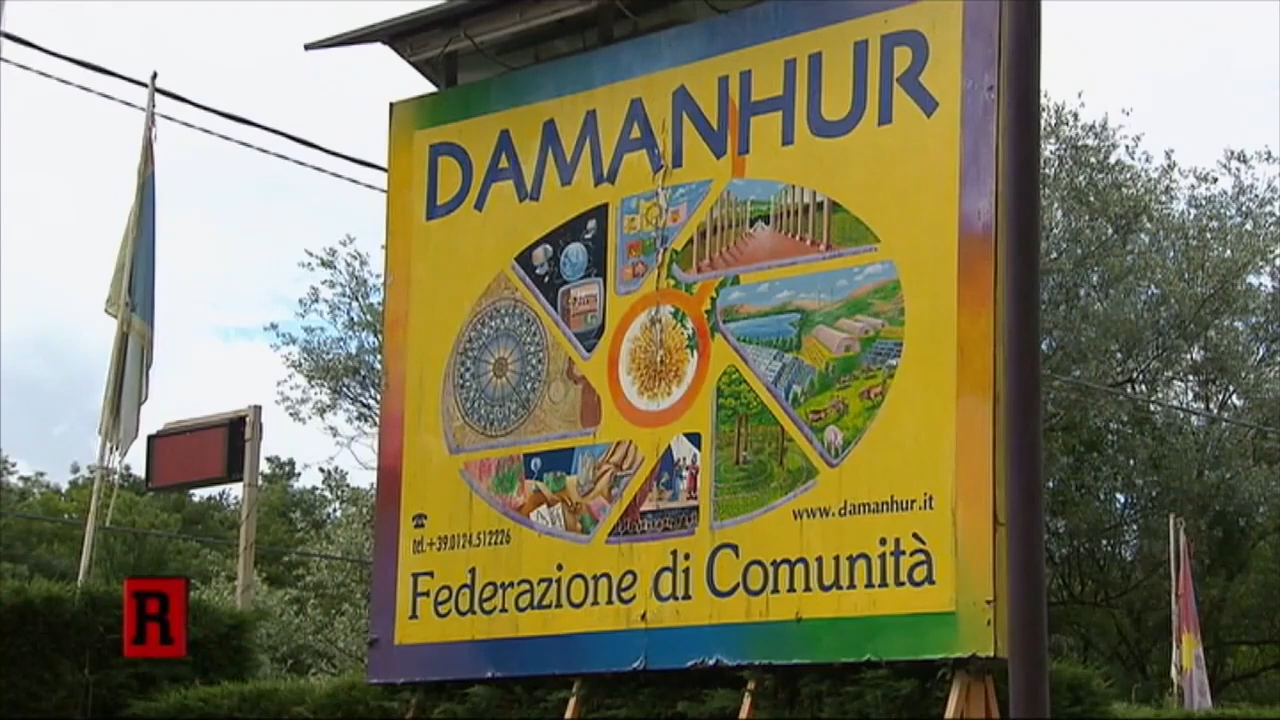 DAMANHUR
www.damanhur.it
tel.+39.0124.512226
Federazione di Comunità
R